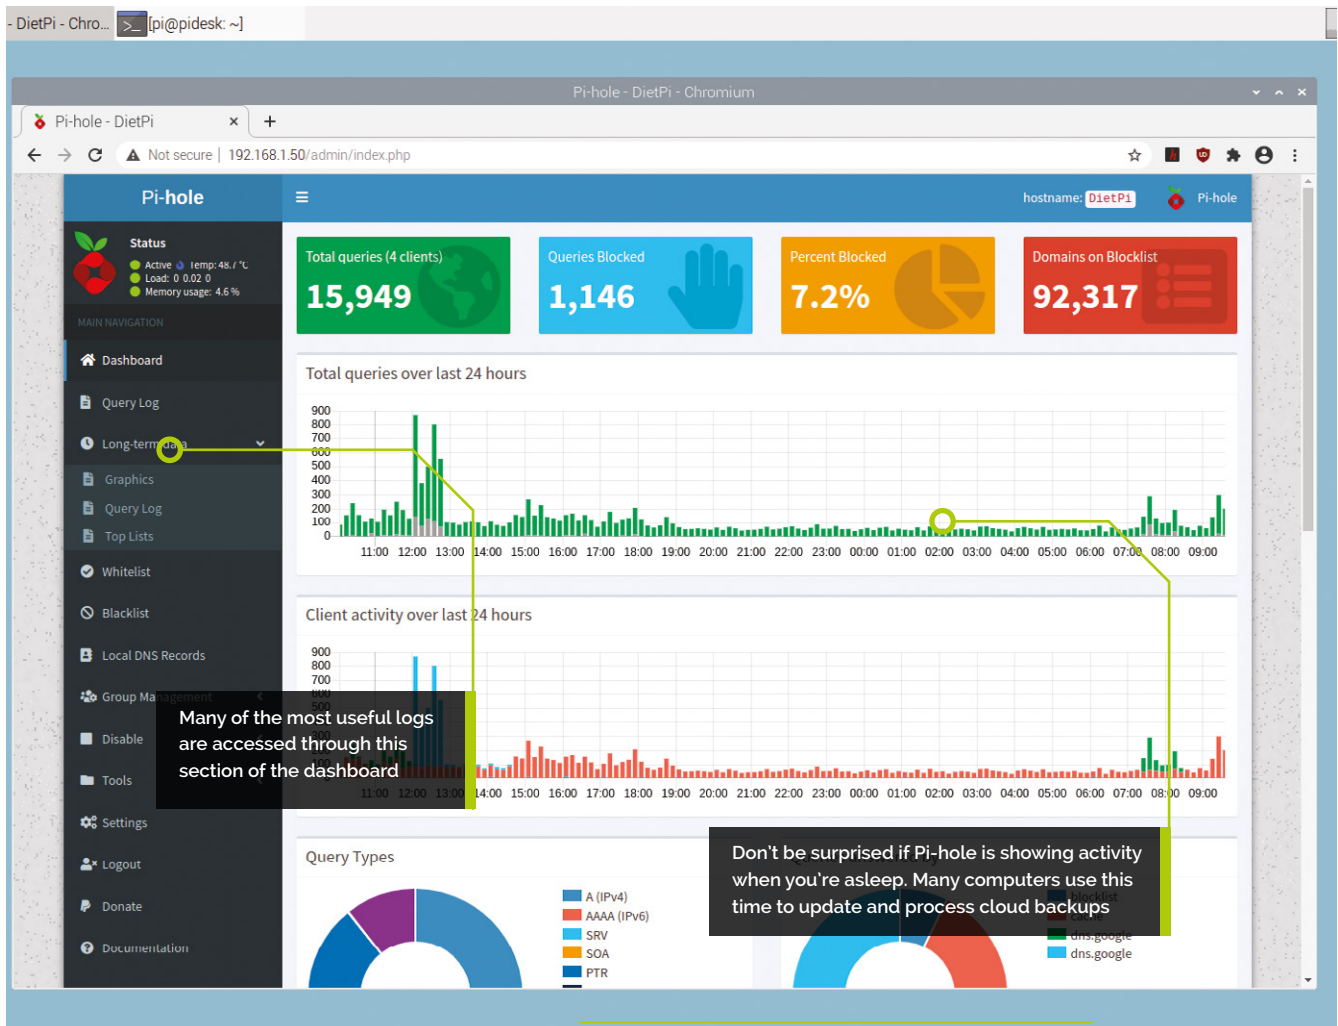 - DietPi - Chro...
[pi@pidesk: ~]
Pi-hole - DietPi - Chromium
Pi-hole - DietPi
Not secure | 192.168.1.50/admin/index.php
Pi-hole
hostname: DietPi
Pi-hole
Status
Active Temp: 48.7 °C
Load: 0 0.02 0
Memory usage: 4.6 %
MAIN NAVIGATION
Dashboard
Query Log
Long-term data
Graphics
Query Log
Top Lists
Whitelist
Blacklist
Local DNS Records
Group Management
Disable
Tools
Settings
Logout
Donate
Documentation
Total queries (4 clients)
15,949
Queries Blocked
1,146
Percent Blocked
7.2%
Domains on Blocklist
92,317
Total queries over last 24 hours
900
800
700
600
500
400
300
200
100
0
11:00 12:00 13:00 14:00 15:00 16:00 17:00 18:00 19:00 20:00 21:00 22:00 23:00 00:00 01:00 02:00 03:00 04:00 05:00 06:00 07:00 08:00 09:00
Client activity over last 24 hours
900
800
700
600
100
11:00 12:00 13:00 14:00 15:00 16:00 17:00 18:00 19:00 20:00 21:00 22:00 23:00 00:00 01:00 02:00 03:00 04:00 05:00 06:00 07:00 08:00 09:00
Many of the most useful logs
are accessed through this
section of the dashboard
Query Types
A (IPv4)
AAAA (IPv6)
SRV
SOA
PTR
Don't be surprised if Pi-hole is showing activity
when you're asleep. Many computers use this
time to update and process cloud backups
blocklist
cache
dns.google
dns.google